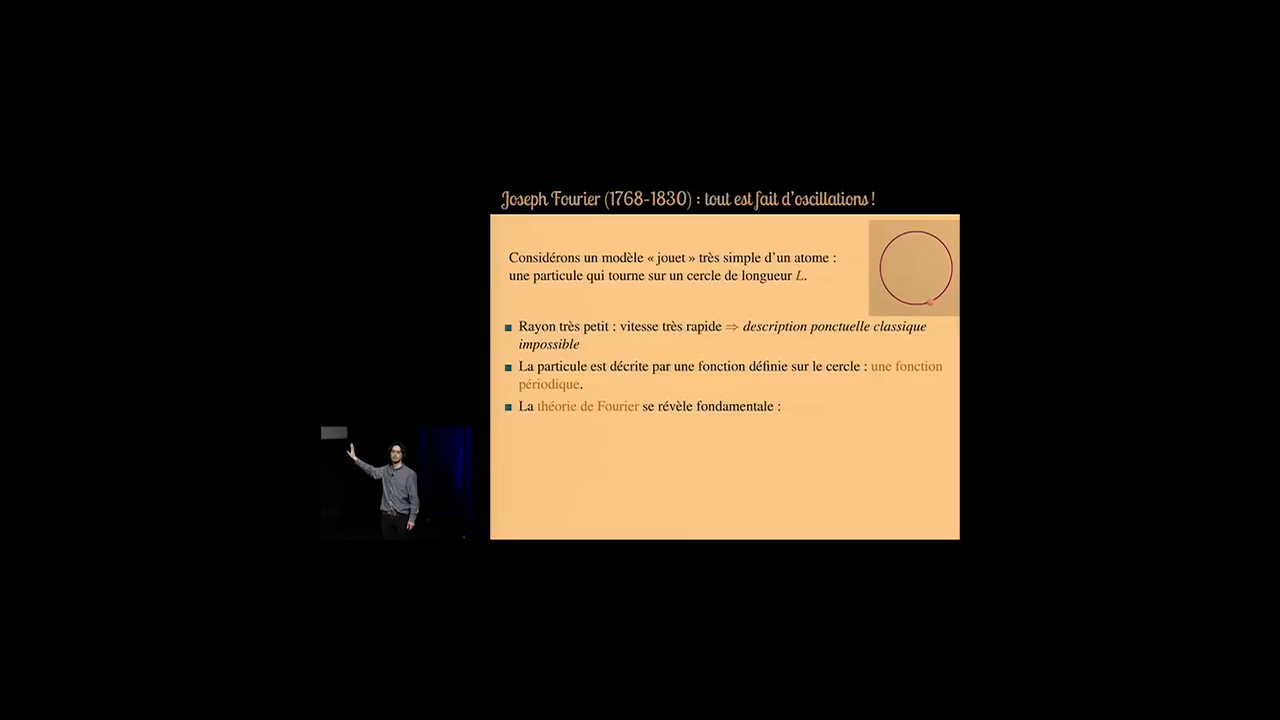 Joseph Fourier (1768-1830) : tout est fait d'oscillations !
Considérons un modèle « jouet » très simple d'un atome :
une particule qui tourne sur un cercle de longueur L.
Rayon très petit : vitesse très rapide ⇒ description ponctuelle classique
impossible
La particule est décrite par une fonction définie sur le cercle : une fonction
périodique.
La théorie de Fourier se révèle fondamentale :